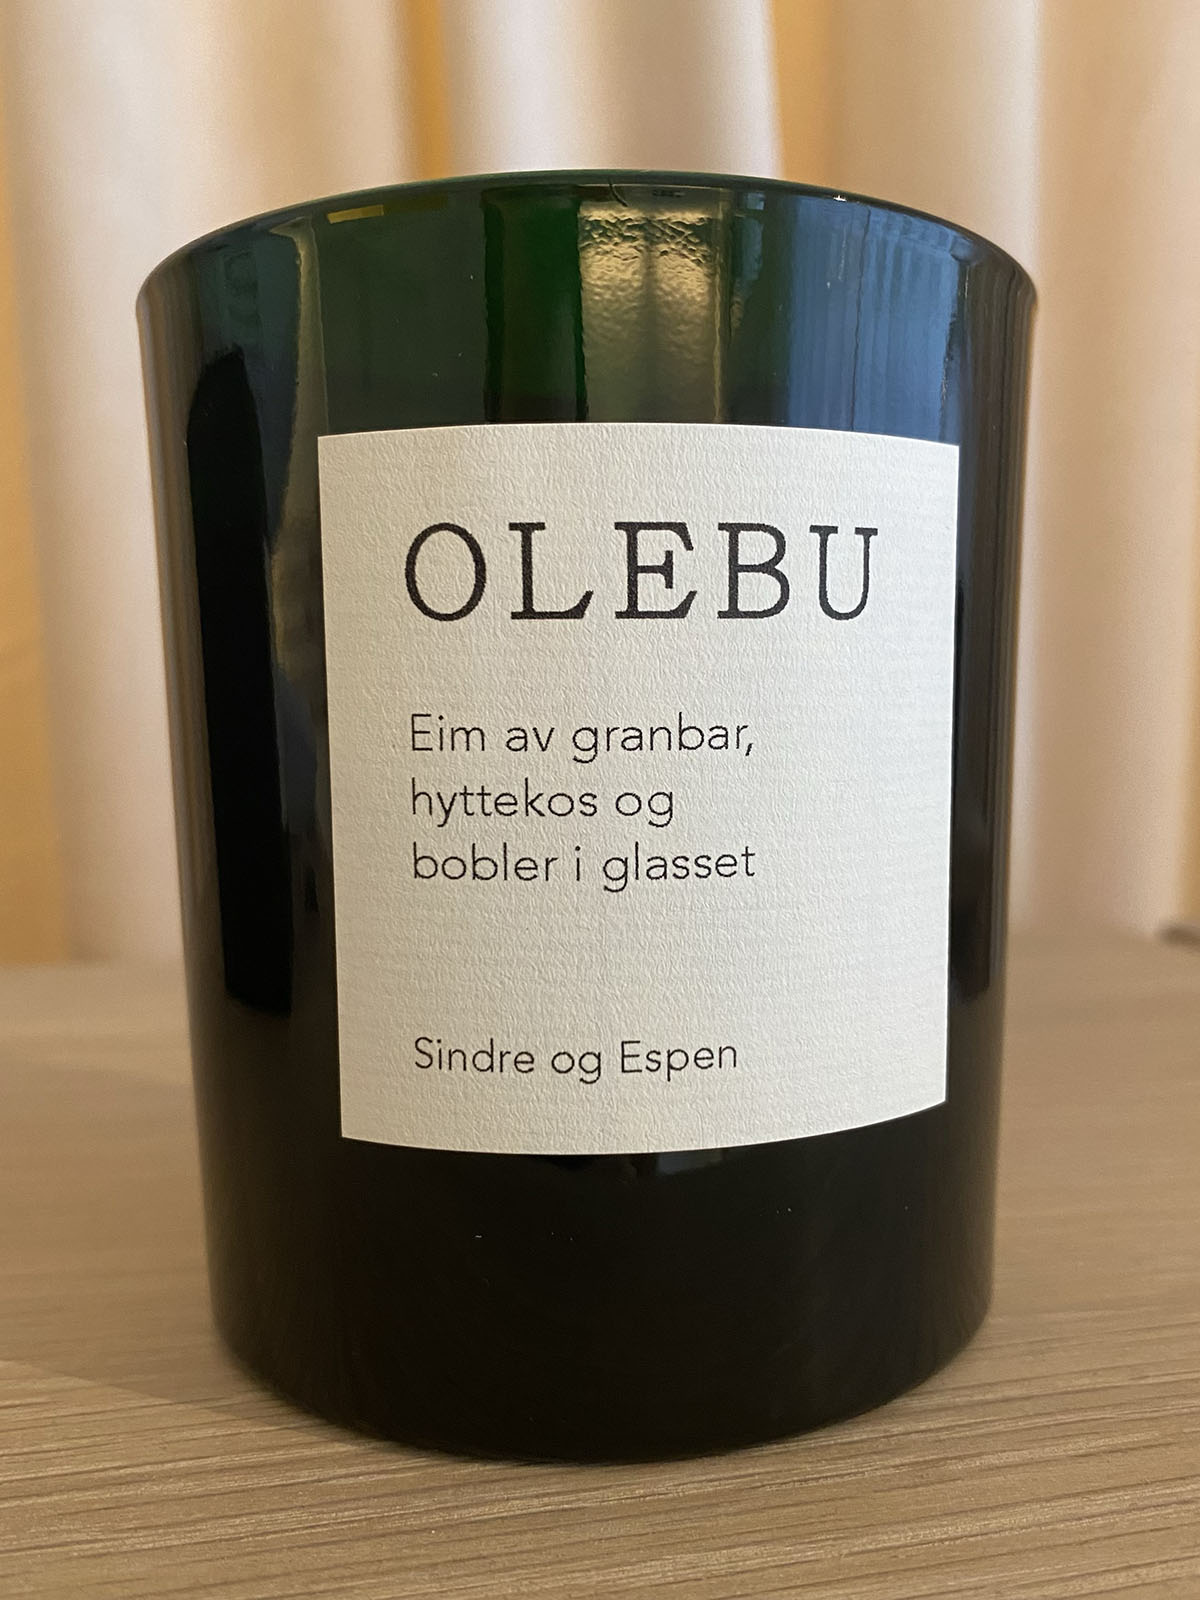 OLEBU
Eim av granbar,
hyttekos og
bobler i glasset
Sindre og Espen